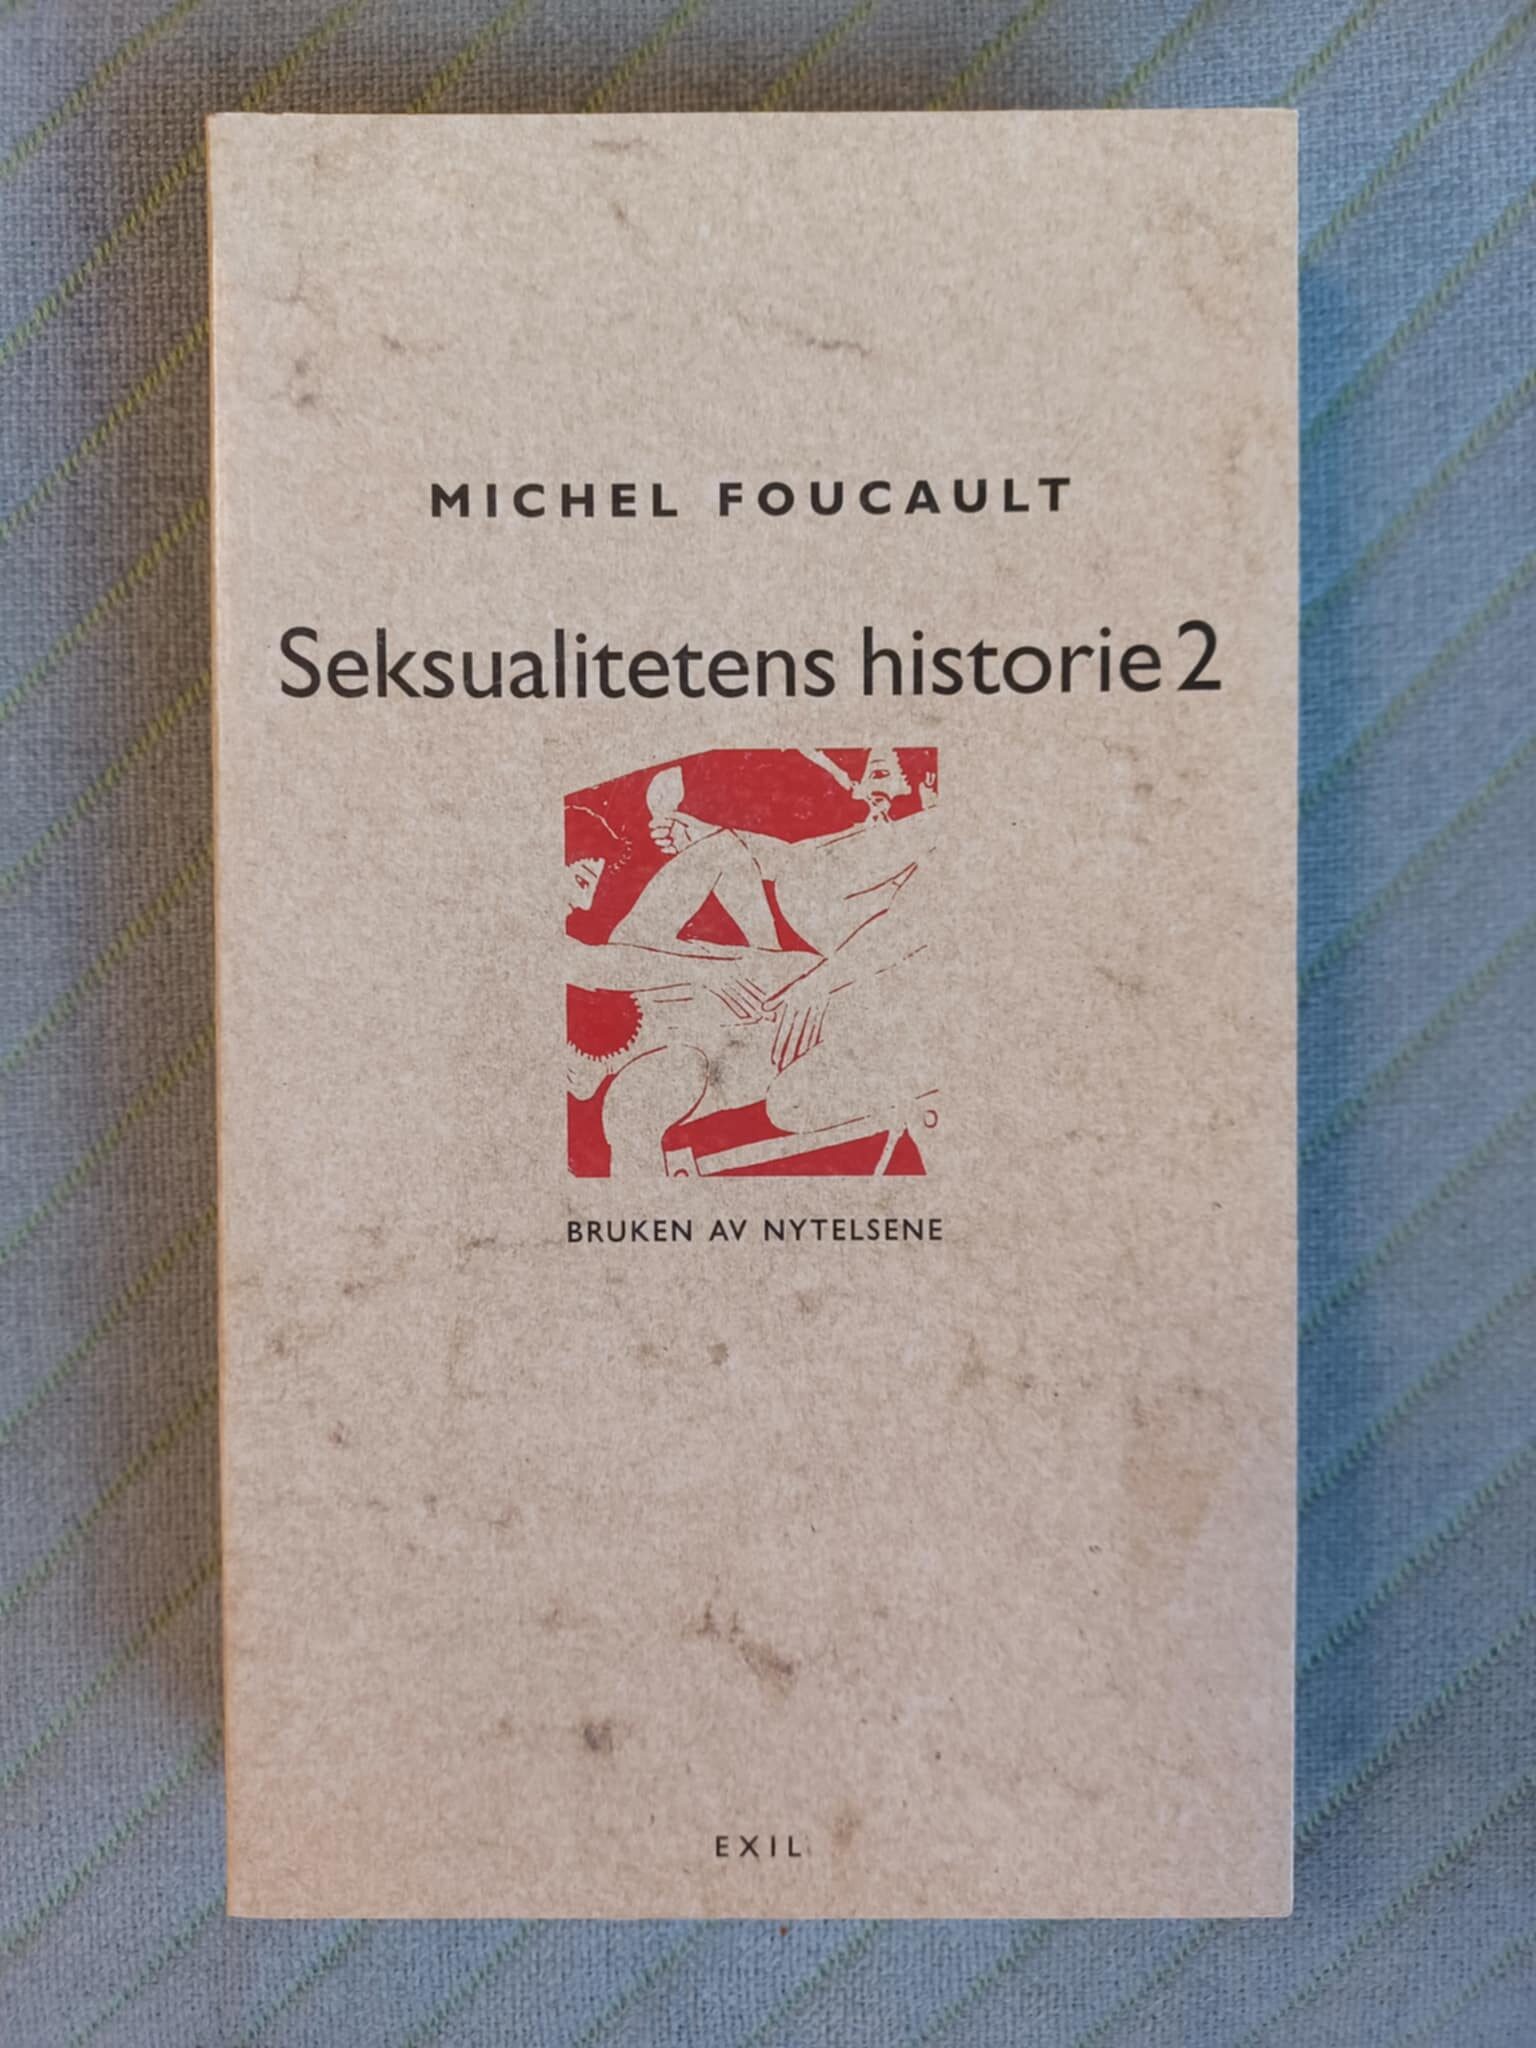 MICHEL FOUCAULT
Seksualitetens historie 2
BRUKEN AV NYTELSENE
EXIL